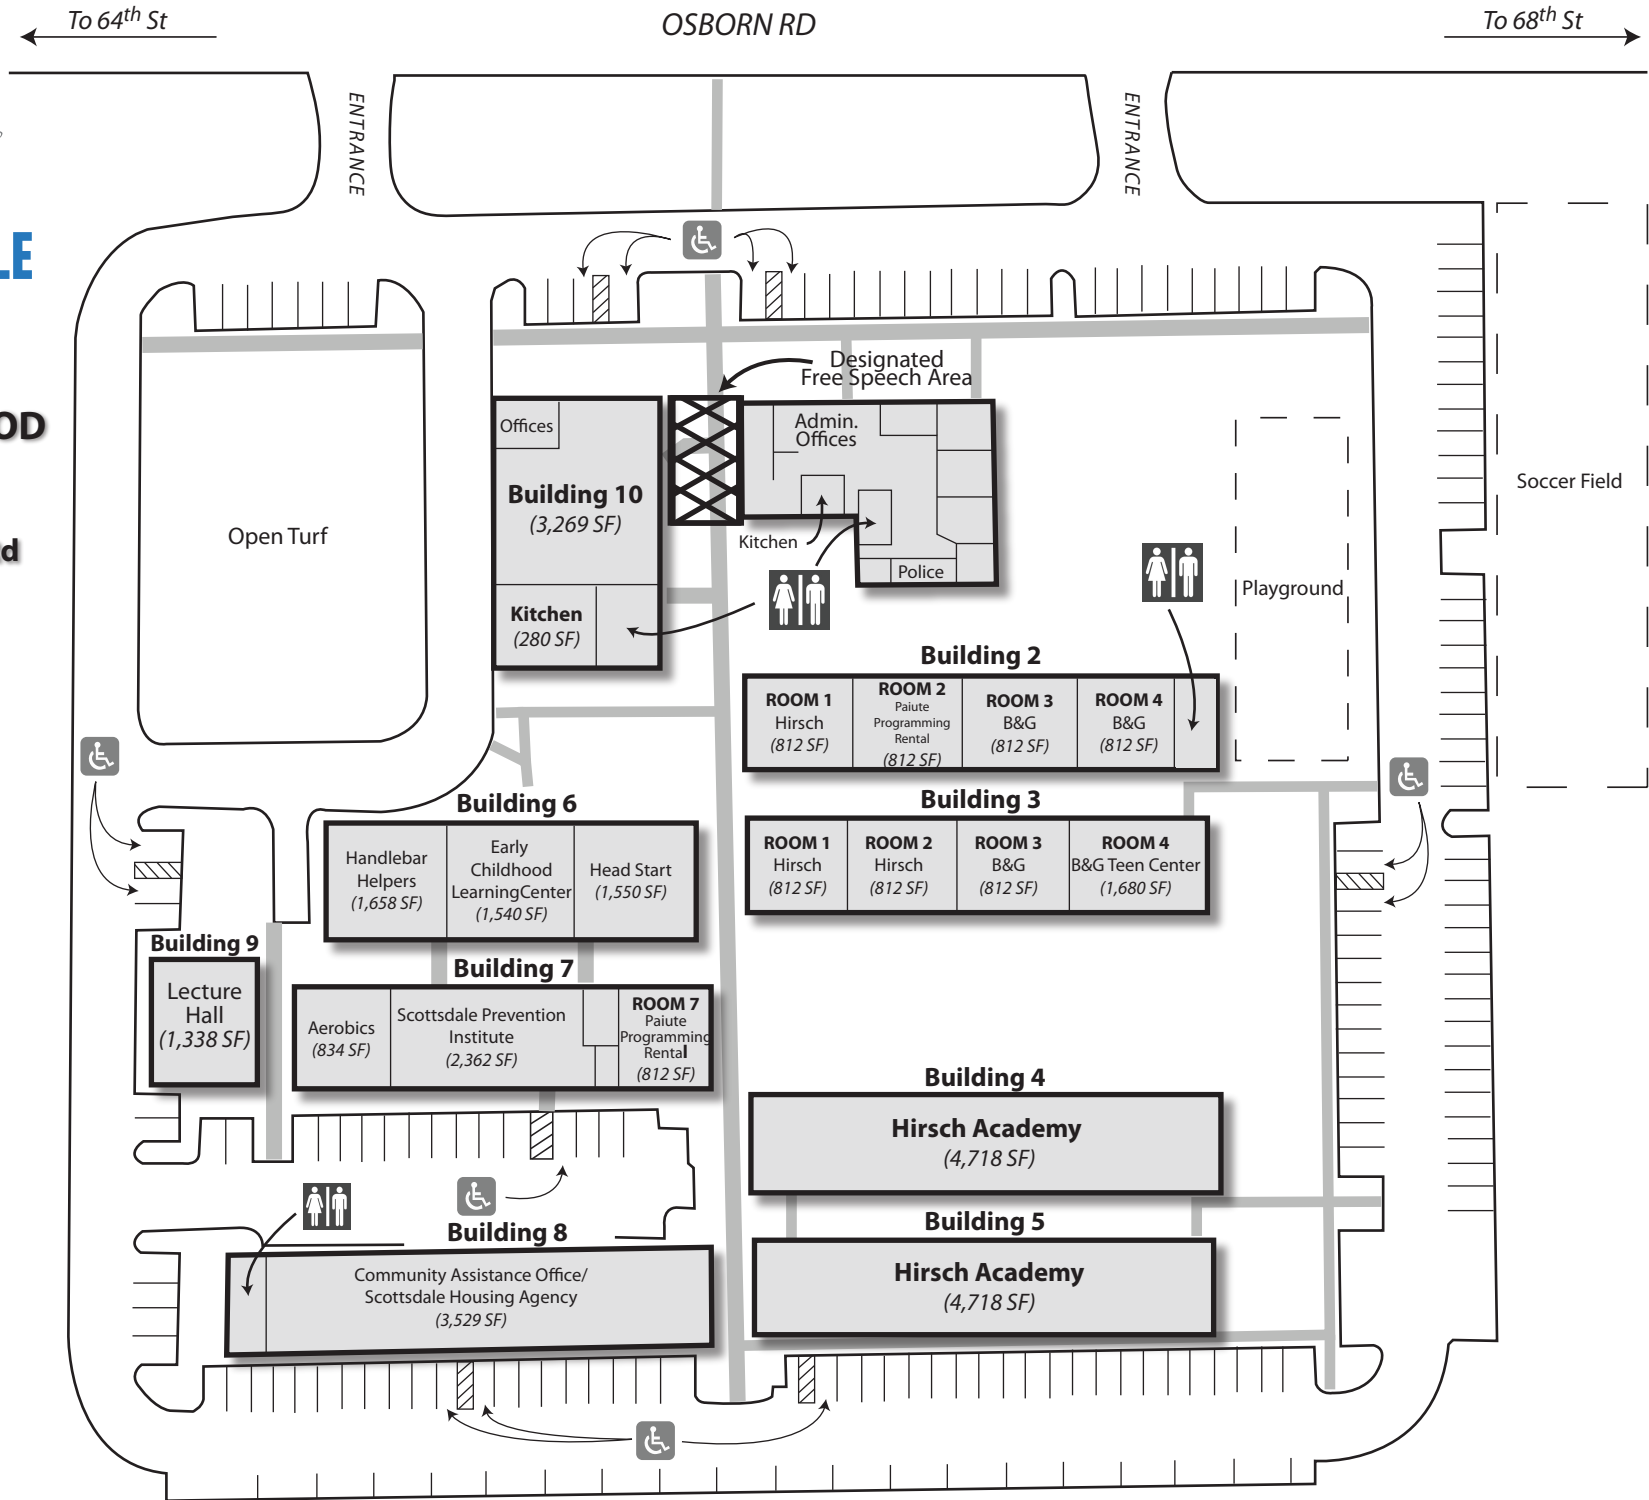 To 64th St
OSBORN RD
To 68th St
ENTRANCE
ENTRANCE
LE
OD
d
Designated
Free Speech Area
Offices
Building 10
(3,269 SF)
Kitchen
(280 SF)
Admin.
Offices
Kitchen
Police
Open Turf
Playground
Soccer Field
Building 2
ROOM 1
Hirsch
(812 SF)
ROOM 2
Paiute
Programming
Rental
(812 SF)
ROOM 3
B&G
(812 SF)
ROOM 4
B&G
(812 SF)
Building 3
ROOM 1
Hirsch
(812 SF)
ROOM 2
Hirsch
(812 SF)
ROOM 3
B&G
(812 SF)
ROOM 4
B&G Teen Center
(1,680 SF)
Building 6
Handlebar
Helpers
(1,658 SF)
Early
Childhood
LearningCenter
(1,540 SF)
Head Start
(1,550 SF)
Building 9
Lecture
Hall
(1,338 SF)
Building 7
Aerobics
(834 SF)
Scottsdale Prevention
Institute
(2,362 SF)
ROOM 7
Paiute
Programming
Rental
(812 SF)
Building 4
Hirsch Academy
(4,718 SF)
Building 5
Hirsch Academy
(4,718 SF)
Building 8
Community Assistance Office/
Scottsdale Housing Agency
(3,529 SF)